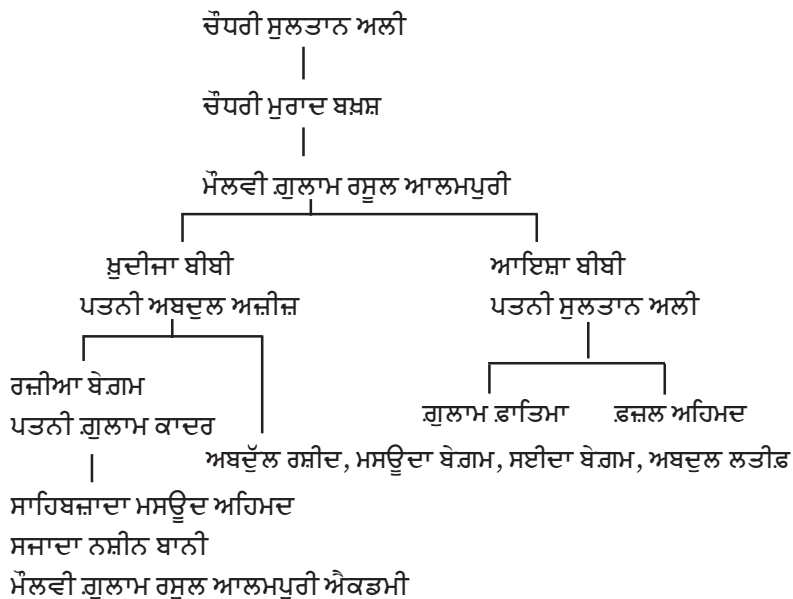 ਚੌਧਰੀ ਸੁਲਤਾਨ ਅਲੀ
ਚੌਧਰੀ ਮੁਰਾਦ ਬਖ਼ਸ਼
ਮੌਲਵੀ ਗ਼ੁਲਾਮ ਰਸੂਲ ਆਲਮਪੁਰੀ
ਖ਼ੁਦੀਜਾ ਬੀਬੀ
ਪਤਨੀ ਅਬਦੁਲ ਅਜ਼ੀਜ਼
ਆਇਸ਼ਾ ਬੀਬੀ
ਪਤਨੀ ਸੁਲਤਾਨ ਅਲੀ
ਰਜ਼ੀਆ ਬੇਗ਼ਮ
ਪਤਨੀ ਗ਼ੁਲਾਮ ਕਾਦਰ
ਗ਼ੁਲਾਮ ਫ਼ਾਤਿਮਾ
ਫ਼ਜ਼ਲ ਅਹਿਮਦ
ਅਬਦੁੱਲ ਰਸ਼ੀਦ, ਮਸਊਦਾ ਬੇਗ਼ਮ, ਸਈਦਾ ਬੇਗ਼ਮ, ਅਬਦੁਲ ਲਤੀਫ਼
ਸਾਹਿਬਜ਼ਾਦਾ ਮਸਊਦ ਅਹਿਮਦ
ਸਜਾਦਾ ਨਸ਼ੀਨ ਬਾਨੀ
ਮੌਲਵੀ ਗ਼ੁਲਾਮ ਰਸੂਲ ਆਲਮਪੁਰੀ ਐਕਡਮੀ